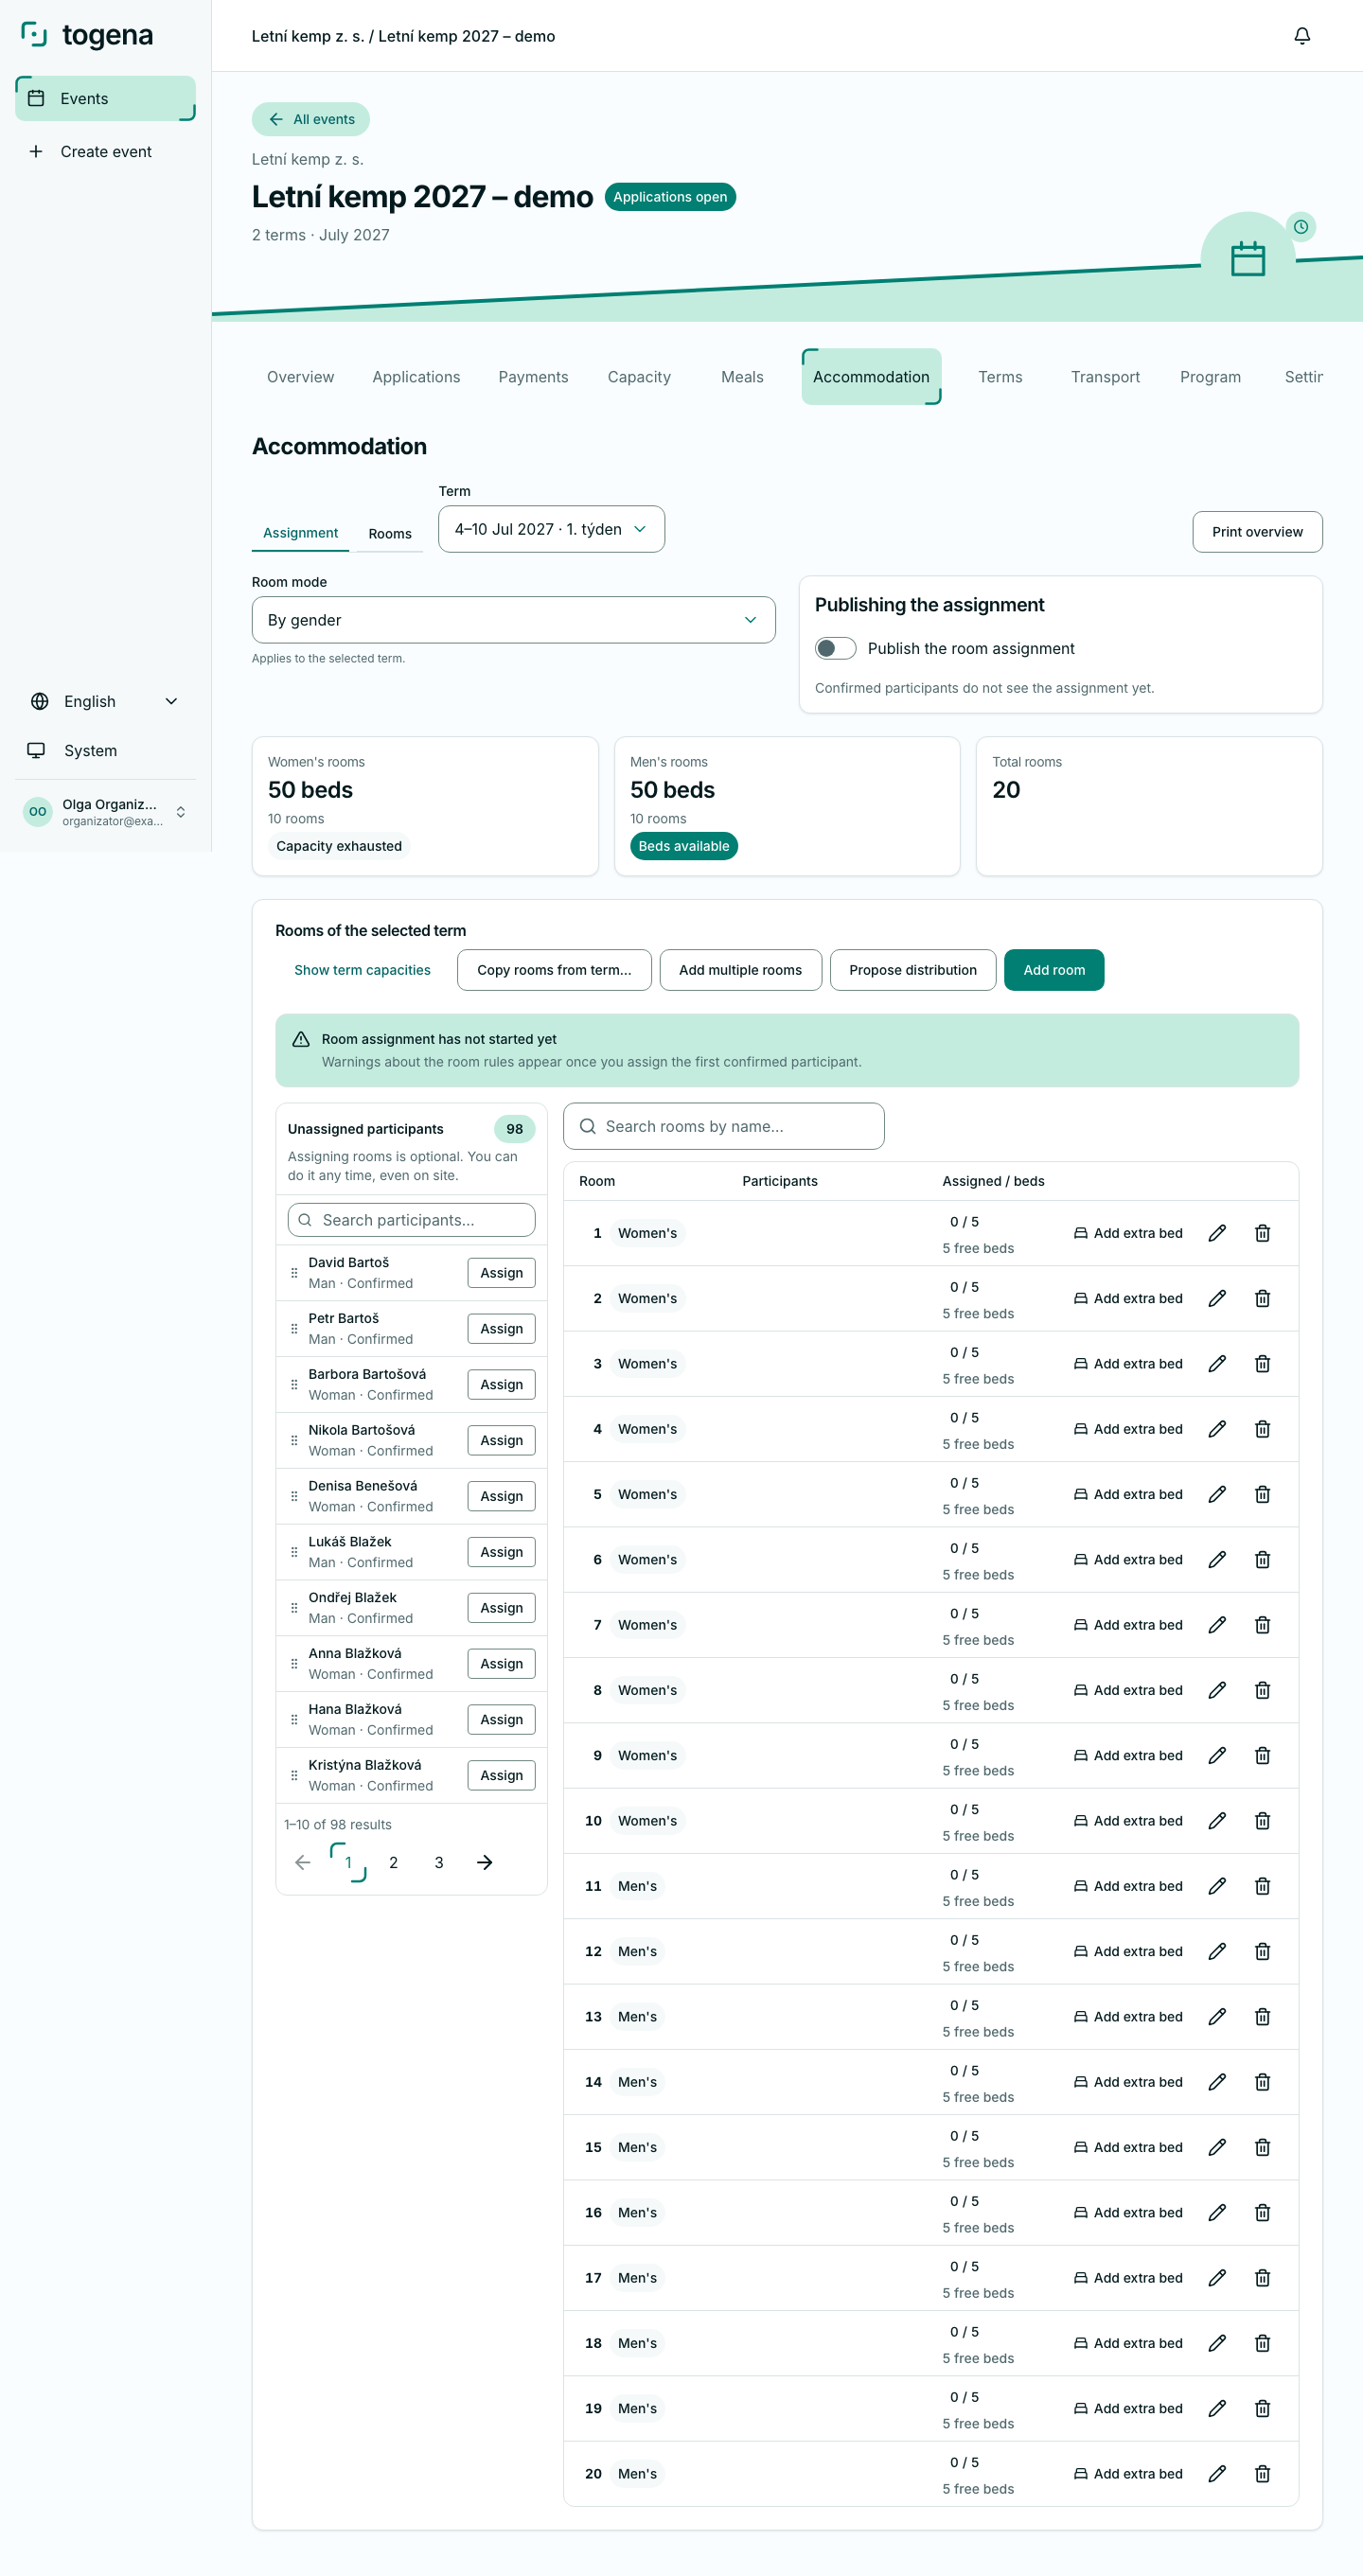 togena
Events
Create event
English
System
OO
Olga Organiz...
organizator@exa...
Letní kemp z. s. / Letní kemp 2027 – demo
All events
Letní kemp z. s.
Letní kemp 2027 – demo
Applications open
2 terms · July 2027
Overview
Applications
Payments
Capacity
Meals
Accommodation
Terms
Transport
Program
Settin
Accommodation
Assignment
Rooms
Term
4–10 Jul 2027 · 1. týden
Print overview
Room mode
By gender
Applies to the selected term.
Publishing the assignment
Publish the room assignment
Confirmed participants do not see the assignment yet.
Women's rooms
50 beds
10 rooms
Capacity exhausted
Men's rooms
50 beds
10 rooms
Beds available
Total rooms
20
Rooms of the selected term
Show term capacities
Copy rooms from term...
Add multiple rooms
Propose distribution
Add room
Room assignment has not started yet
Warnings about the room rules appear once you assign the first confirmed participant.
Unassigned participants 98
Assigning rooms is optional. You can
do it any time, even on site.
Search participants...
David Bartoš
Man · Confirmed
Assign
Petr Bartoš
Man · Confirmed
Assign
Barbora Bartošová
Woman · Confirmed
Assign
Nikola Bartošová
Woman · Confirmed
Assign
Denisa Benešová
Woman · Confirmed
Assign
Lukáš Blažek
Man · Confirmed
Assign
Ondřej Blažek
Man · Confirmed
Assign
Anna Blažková
Woman · Confirmed
Assign
Hana Blažková
Woman · Confirmed
Assign
Kristýna Blažková
Woman · Confirmed
Assign
1–10 of 98 results
1 2 3
Search rooms by name...
Room Participants Assigned / beds
1 Women's 0 / 5 Add extra bed
5 free beds
2 Women's 0 / 5 Add extra bed
5 free beds
3 Women's 0 / 5 Add extra bed
5 free beds
4 Women's 0 / 5 Add extra bed
5 free beds
5 Women's 0 / 5 Add extra bed
5 free beds
6 Women's 0 / 5 Add extra bed
5 free beds
7 Women's 0 / 5 Add extra bed
5 free beds
8 Women's 0 / 5 Add extra bed
5 free beds
9 Women's 0 / 5 Add extra bed
5 free beds
10 Women's 0 / 5 Add extra bed
5 free beds
11 Men's 0 / 5 Add extra bed
5 free beds
12 Men's 0 / 5 Add extra bed
5 free beds
13 Men's 0 / 5 Add extra bed
5 free beds
14 Men's 0 / 5 Add extra bed
5 free beds
15 Men's 0 / 5 Add extra bed
5 free beds
16 Men's 0 / 5 Add extra bed
5 free beds
17 Men's 0 / 5 Add extra bed
5 free beds
18 Men's 0 / 5 Add extra bed
5 free beds
19 Men's 0 / 5 Add extra bed
5 free beds
20 Men's 0 / 5 Add extra bed
5 free beds